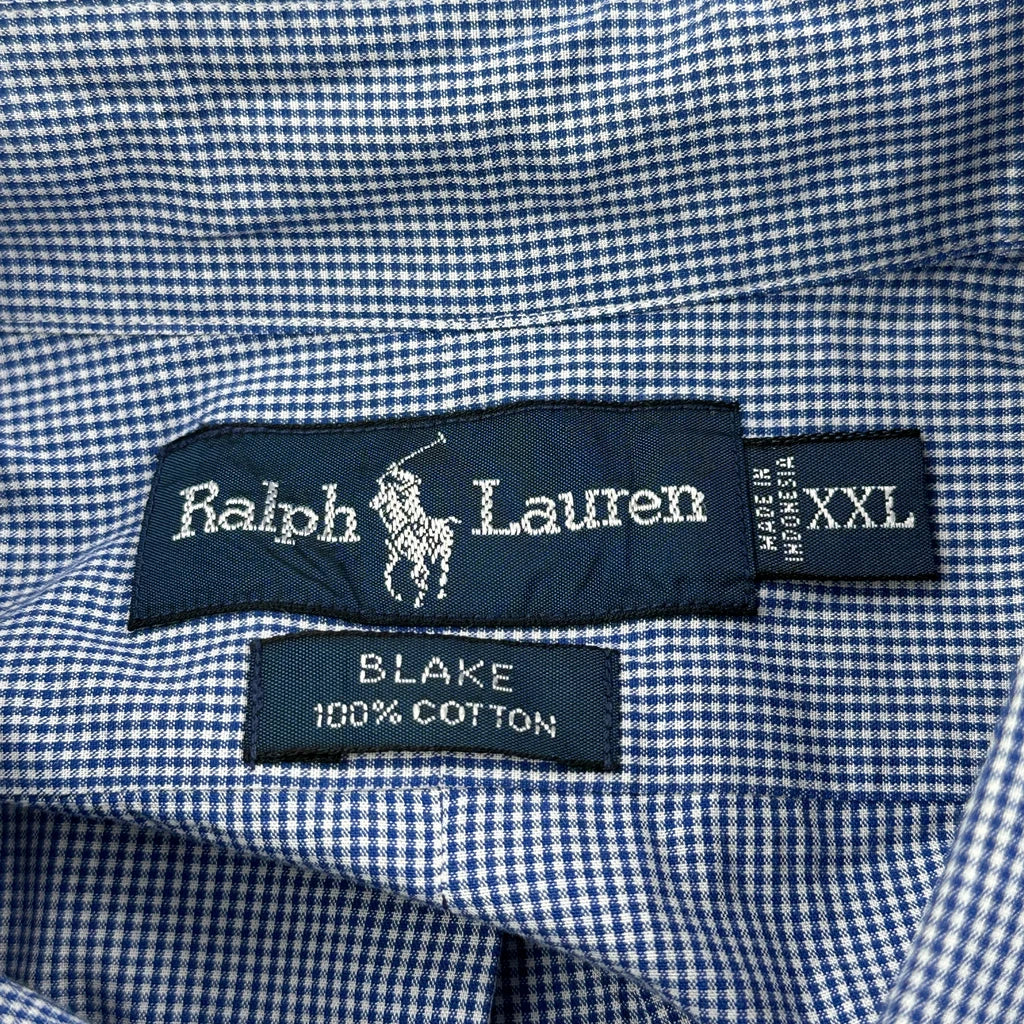 Ralph Lauren
MADE IN
INDONESIA
XXL
BLAKE
100% COTTON